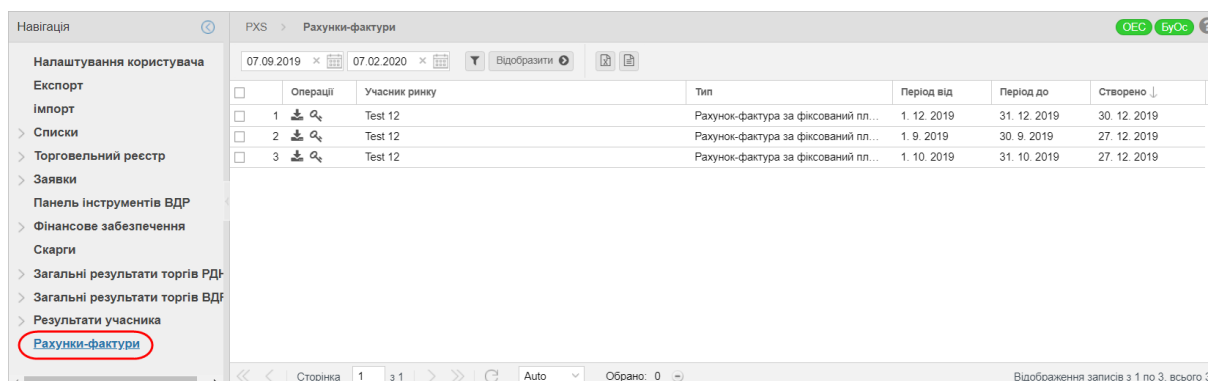 Навігація
PXS > Рахунки-фактури
ОЕС БуОс ?
Налаштування користувача
07.09.2019 × 07.02.2020 × Відобразити
Експорт
Операції Учасник ринку Тип Період від Період до Створено ↓
імпорт
1 Test 12 Рахунок-фактура за фіксований пл... 1. 12. 2019 31. 12. 2019 30. 12. 2019
Списки
2 Test 12 Рахунок-фактура за фіксований пл... 1. 9. 2019 30. 9. 2019 27. 12. 2019
Торговельний реєстр
3 Test 12 Рахунок-фактура за фіксований пл... 1. 10. 2019 31. 10. 2019 27. 12. 2019
Заявки
Панель інструментів ВДР
Фінансове забезпечення
Скарги
Загальні результати торгів РДН
Загальні результати торгів ВДР
Результати учасника
Рахунки-фактури
Сторінка 1 з 1 Auto Обрано: 0 Відображення записів з 1 по 3, всього 3